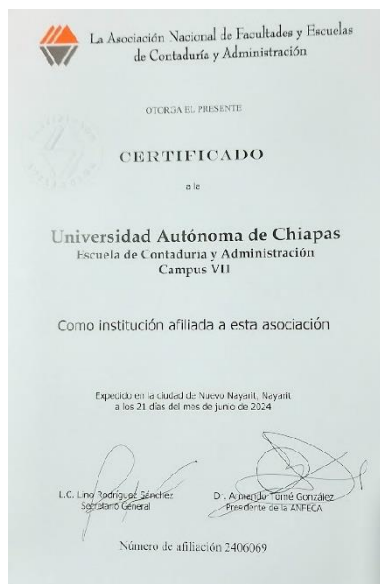 La Asociación Nacional de Facultades y Escuelas
de Contaduría y Administración
OTORGA EL PRESENTE
CERTIFICADO
a la
Universidad Autónoma de Chiapas
Escuela de Contaduría y Administración
Campus VII
Como institución afiliada a esta asociación
Expedido en la ciudad de Nuevo Nayarit, Nayarit
a los 21 días del mes de junio de 2024
L.C. Lino Rodríguez Sánchez
Secretario General
D . Armando Tomé González
Presidente de la ANFECA
Número de afiliación 2406069